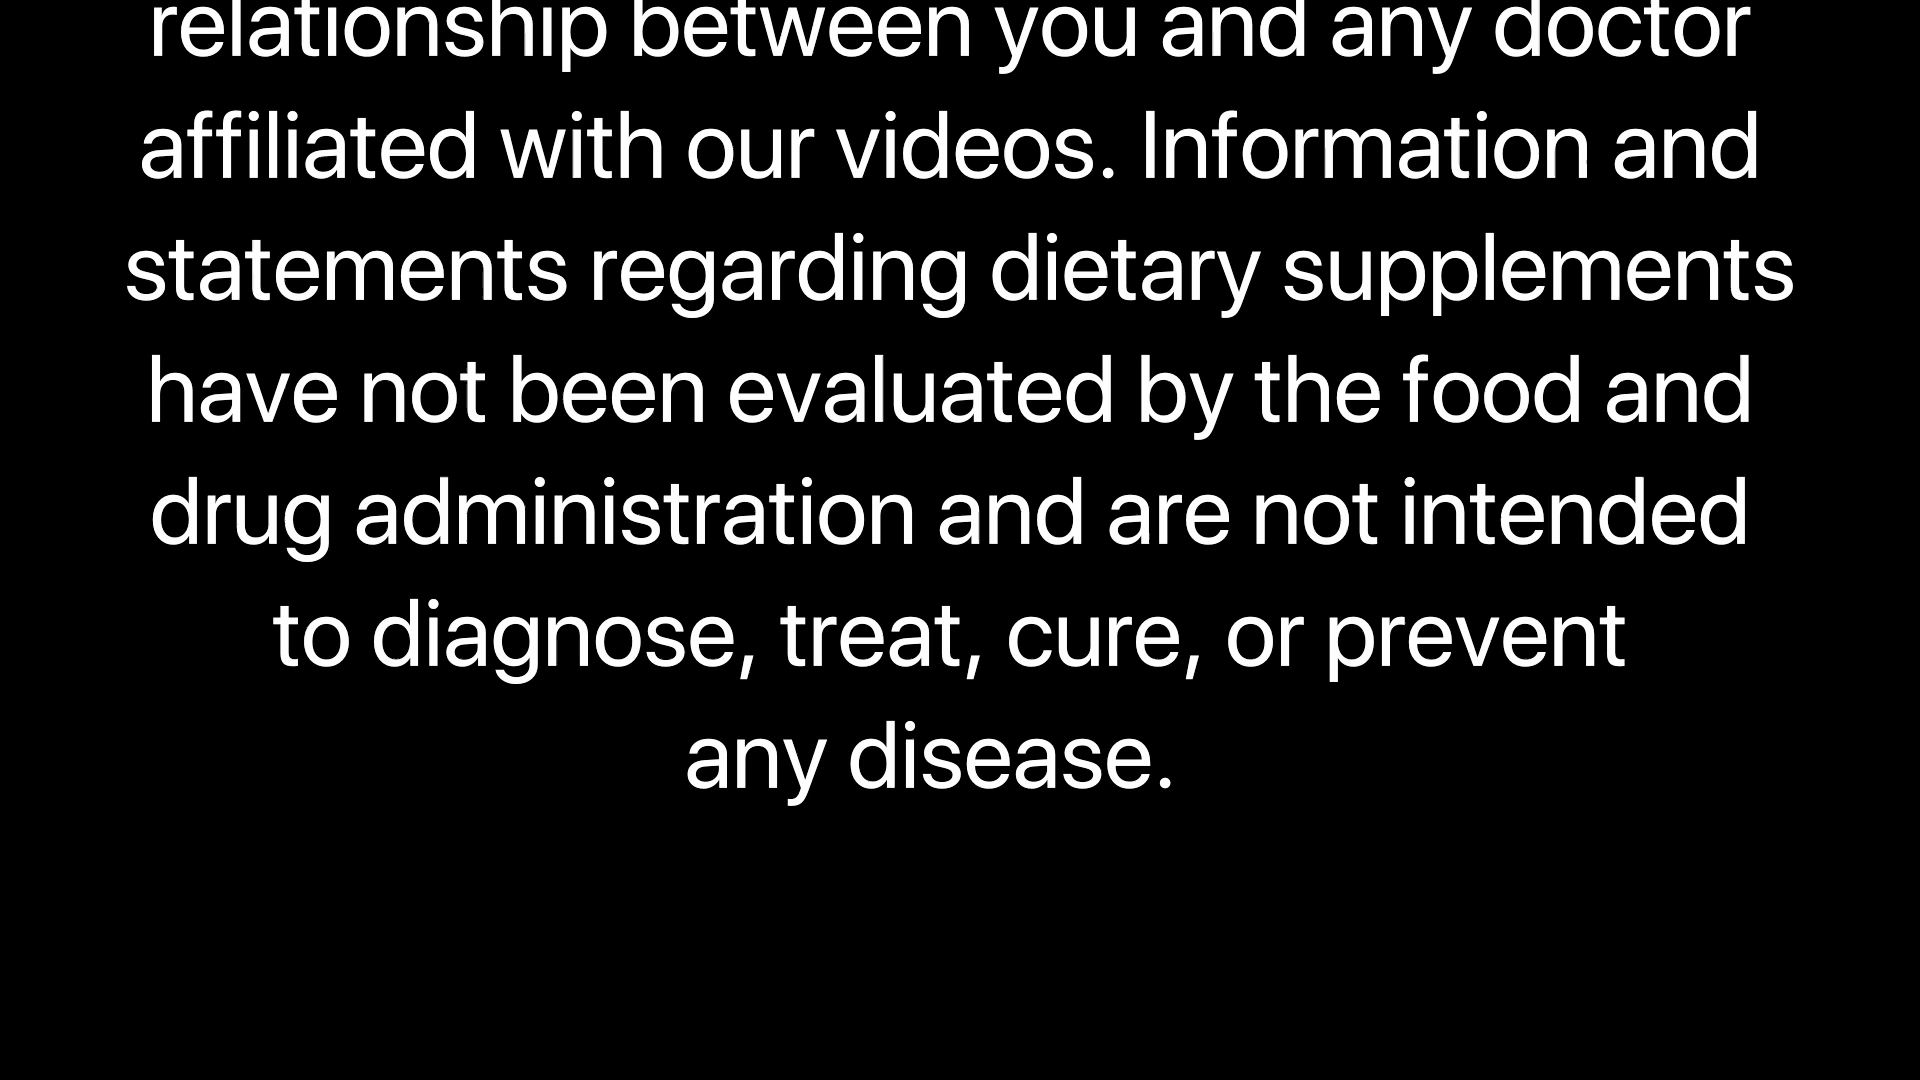 relationship between you and any doctor
affiliated with our videos. Information and
statements regarding dietary supplements
have not been evaluated by the food and
drug administration and are not intended
to diagnose, treat, cure, or prevent
any disease.